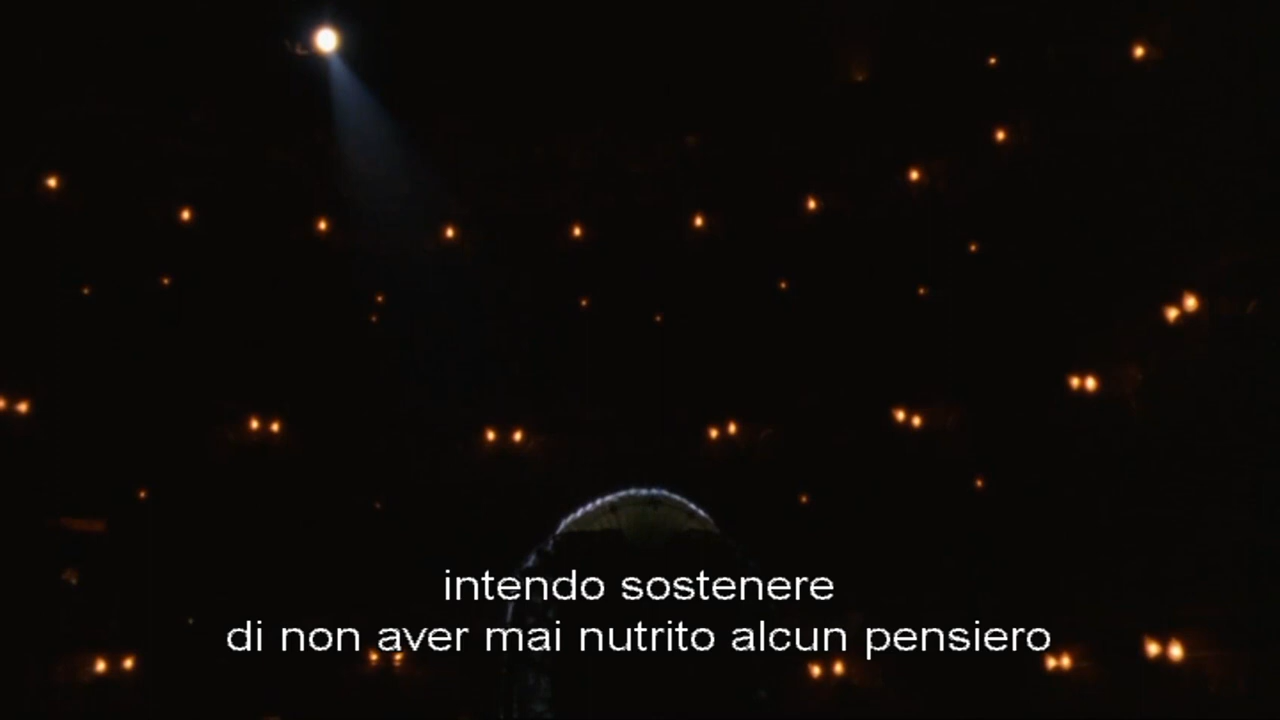 intendo sostenere
di non aver mai nutrito alcun pensiero